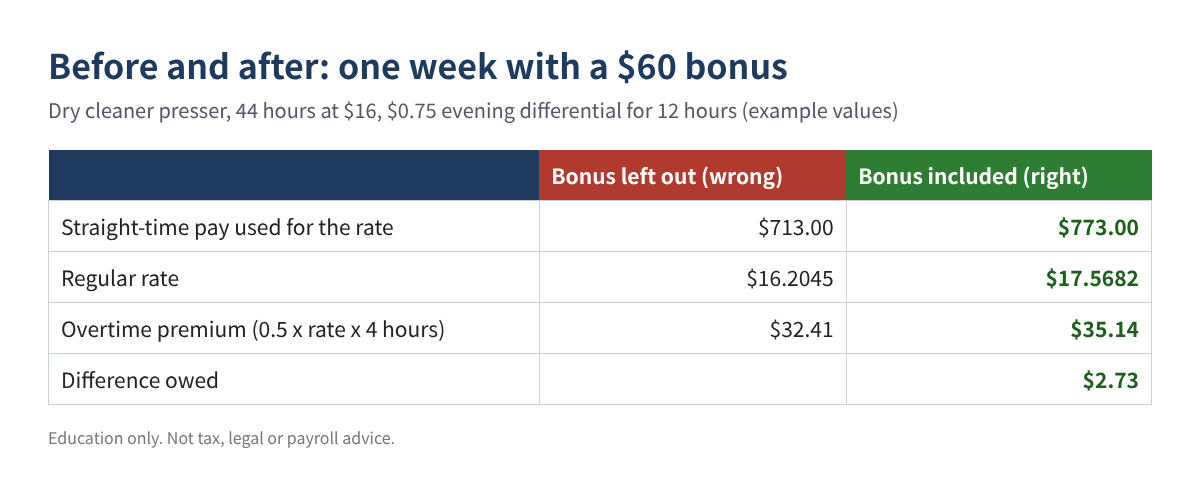 Before and after: one week with a $60 bonus
Dry cleaner presser, 44 hours at $16, $0.75 evening differential for 12 hours (example values)
Bonus left out (wrong) Bonus included (right)
Straight-time pay used for the rate $713.00 $773.00
Regular rate $16.2045 $17.5682
Overtime premium (0.5 x rate x 4 hours) $32.41 $35.14
Difference owed $2.73
Education only. Not tax, legal or payroll advice.